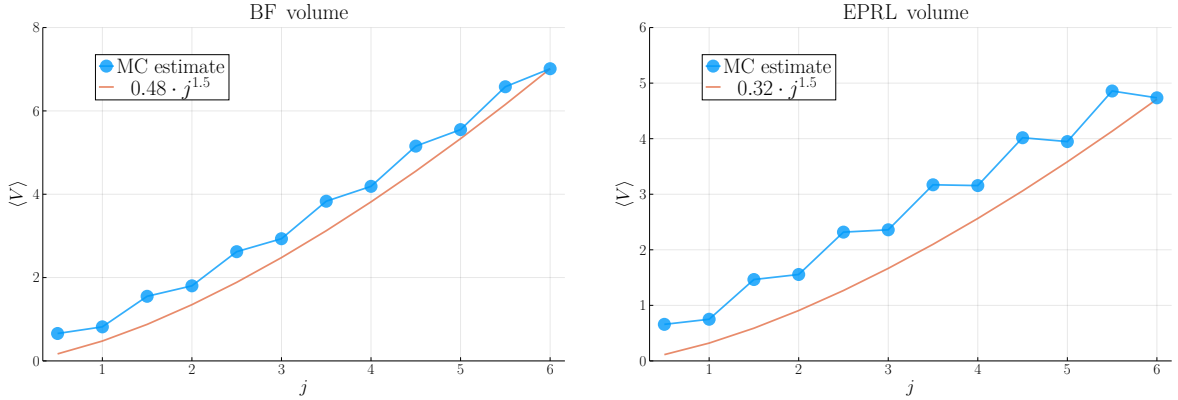 BF volume
8
6
4
2
0
⟨V⟩
MC estimate
0.48 · j^1.5
1 2 3 4 5 6
j
EPRL volume
6
5
4
3
2
1
0
⟨V⟩
MC estimate
0.32 · j^1.5
1 2 3 4 5 6
j